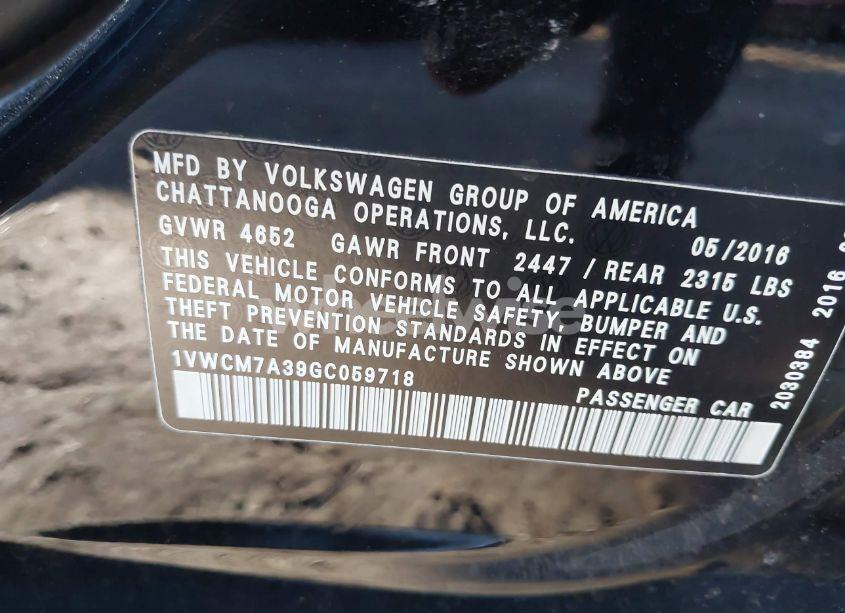 MFD BY VOLKSWAGEN GROUP OF AMERICA
CHATTANOOGA OPERATIONS, LLC. 05/2016
GVWR 4652 GAWR FRONT 2447 / REAR 2315 LBS
THIS VEHICLE CONFORMS TO ALL APPLICABLE U.S.
FEDERAL MOTOR VEHICLE SAFETY, BUMPER AND
THEFT PREVENTION STANDARDS IN EFFECT ON
THE DATE OF MANUFACTURE SHOWN ABOVE
1VWCM7A39GC059718 PASSENGER CAR
2030384 2016